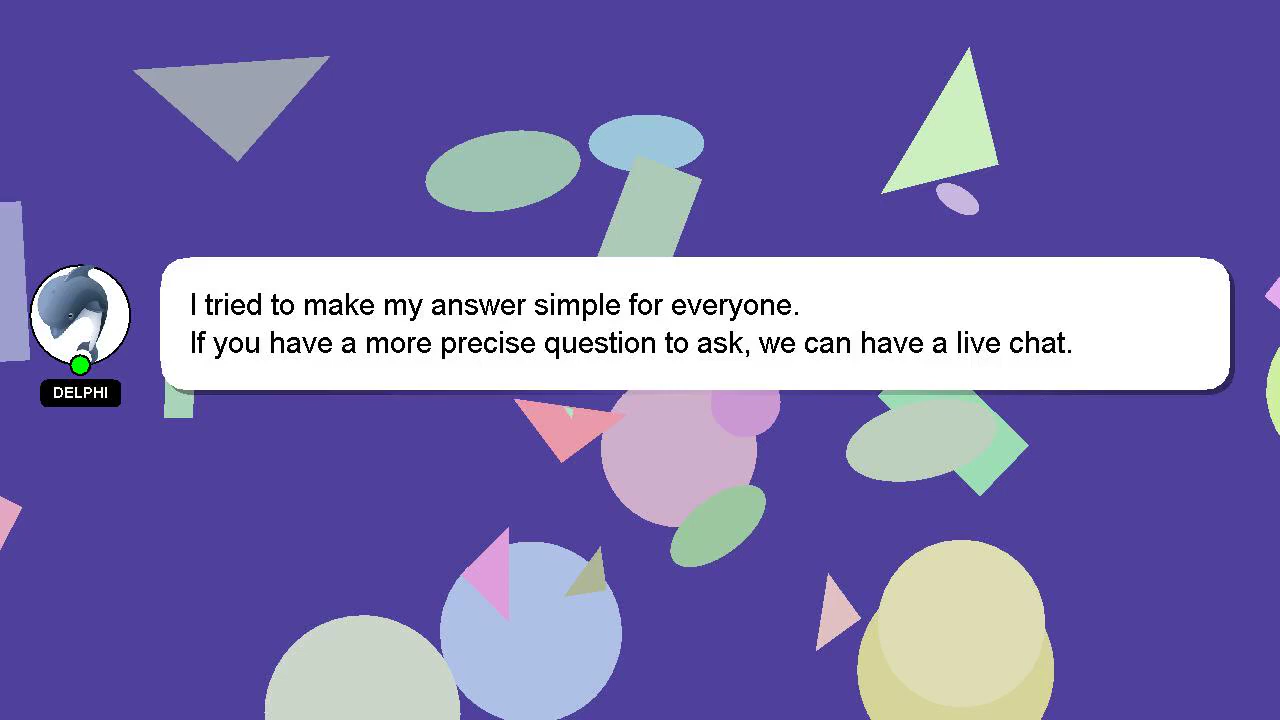 I tried to make my answer simple for everyone.
If you have a more precise question to ask, we can have a live chat.
DELPHI